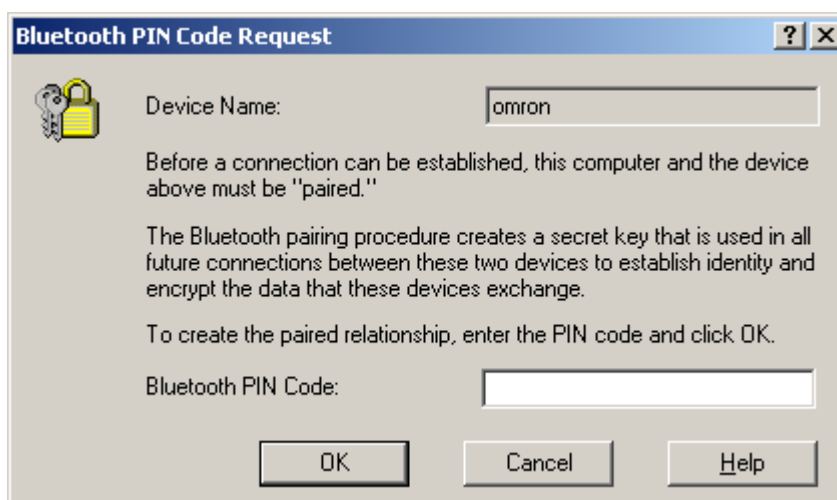 Bluetooth PIN Code Request
Device Name: omron
Before a connection can be established, this computer and the device
above must be "paired."
The Bluetooth pairing procedure creates a secret key that is used in all
future connections between these two devices to establish identity and
encrypt the data that these devices exchange.
To create the paired relationship, enter the PIN code and click OK.
Bluetooth PIN Code:
OK Cancel Help